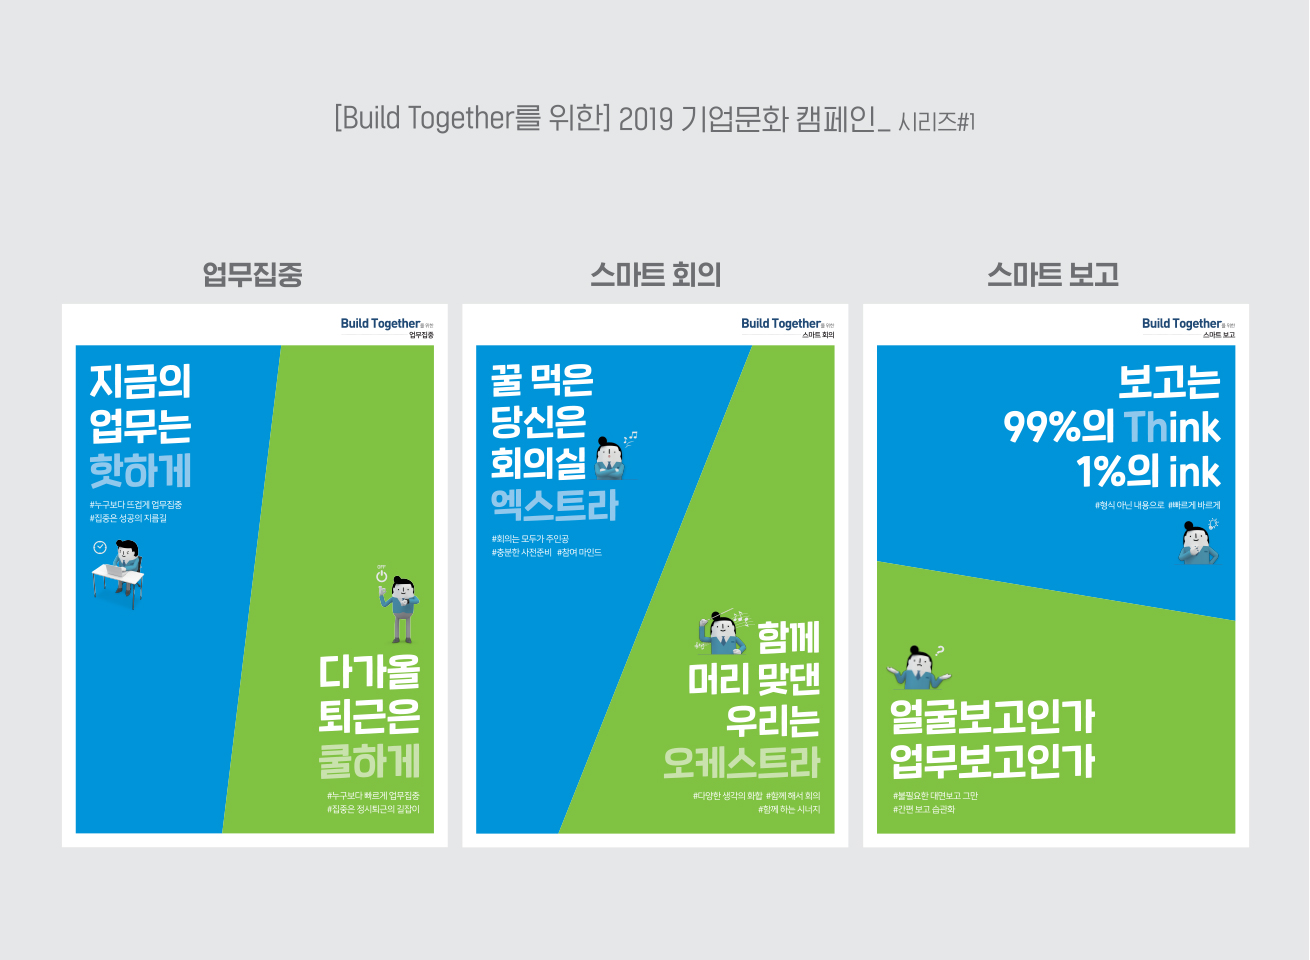 [Build Together를 위한] 2019 기업문화 캠페인_ 시리즈#1
업무집중
Build Together를 위한
업무집중
지금의
업무는
핫하게
#누구보다 뜨겁게 업무집중
#집중은 성공의 지름길
OFF
다가올
퇴근은
쿨하게
#누구보다 빠르게 업무집중
#집중은 정시퇴근의 길잡이
스마트 회의
Build Together를 위한
스마트 회의
꿀 먹은
당신은
회의실
엑스트라
#회의는 모두가 주인공
#충분한 사전준비 #참여 마인드
함께
머리 맞댄
우리는
오케스트라
#다양한 생각의 화합 #함께 해서 회의
#함께 하는 시너지
스마트 보고
Build Together를 위한
스마트 보고
보고는
99%의 Think
1%의 ink
#형식 아닌 내용으로 #빠르게 바르게
?
얼굴보고인가
업무보고인가
#불필요한 대면보고 그만
#간편 보고 습관화